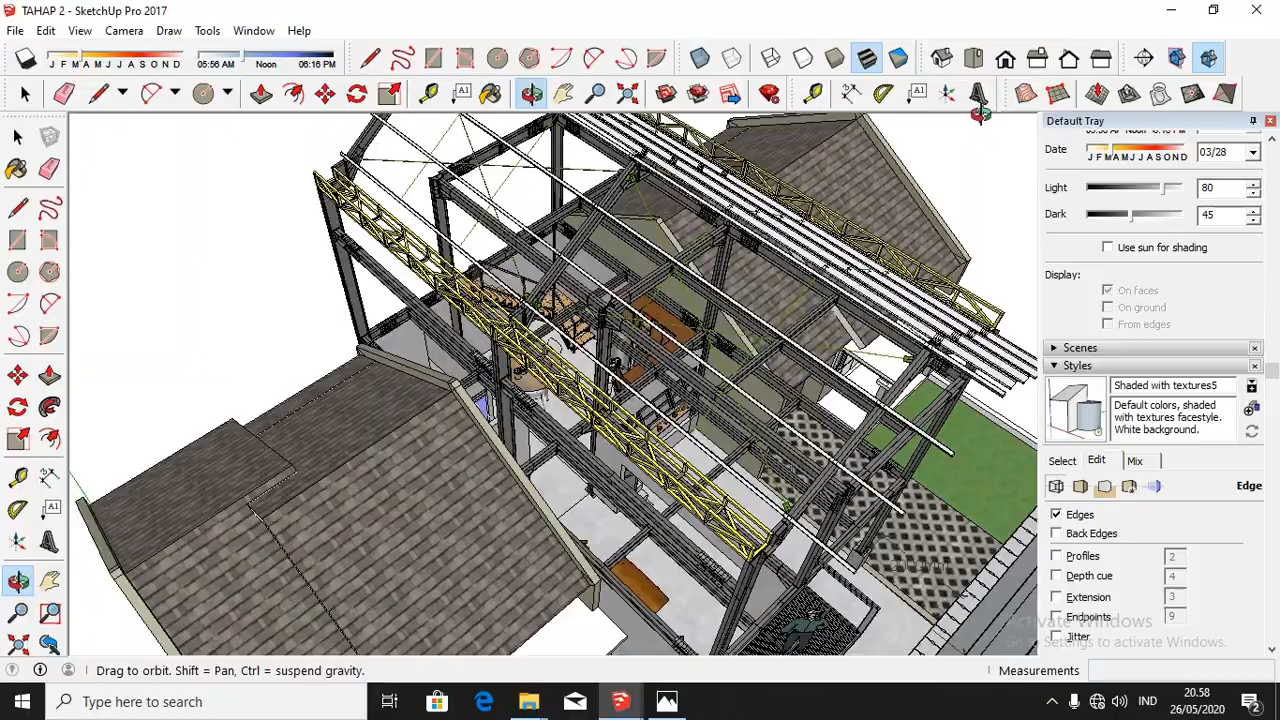 TAHAP 2 - SketchUp Pro 2017
File Edit View Camera Draw Tools Window Help
J F M A M J J A S O N D 05:56 AM Noon 06:16 PM
Default Tray
Date J F M A M J J A S O N D 03/28
Light 80
Dark 45
Use sun for shading
Display:
On faces
On ground
From edges
Scenes
Styles
Shaded with textures5
Default colors, shaded
with textures facestyle.
White background.
Select Edit Mix
Edge
Edges
Back Edges
Profiles 2
Depth cue 4
Extension 3
Endpoints 9
Jitter
Activate Windows
Go to Settings to activate Windows.
Drag to orbit. Shift = Pan, Ctrl = suspend gravity.
Measurements
Type here to search
IND
20.58
26/05/2020
2